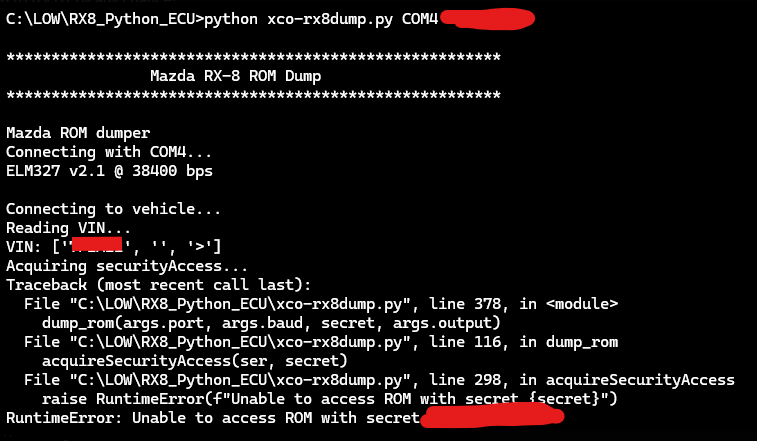 C:\LOW\RX8_Python_ECU>python xco-rx8dump.py COM4
*****************************************************
Mazda RX-8 ROM Dump
*****************************************************
Mazda ROM dumper
Connecting with COM4...
ELM327 v2.1 @ 38400 bps
Connecting to vehicle...
Reading VIN...
VIN: ['', '', '>']
Acquiring securityAccess...
Traceback (most recent call last):
File "C:\LOW\RX8_Python_ECU\xco-rx8dump.py", line 378, in <module>
dump_rom(args.port, args.baud, secret, args.output)
File "C:\LOW\RX8_Python_ECU\xco-rx8dump.py", line 116, in dump_rom
acquireSecurityAccess(ser, secret)
File "C:\LOW\RX8_Python_ECU\xco-rx8dump.py", line 298, in acquireSecurityAccess
raise RuntimeError(f"Unable to access ROM with secret {secret}")
RuntimeError: Unable to access ROM with secret